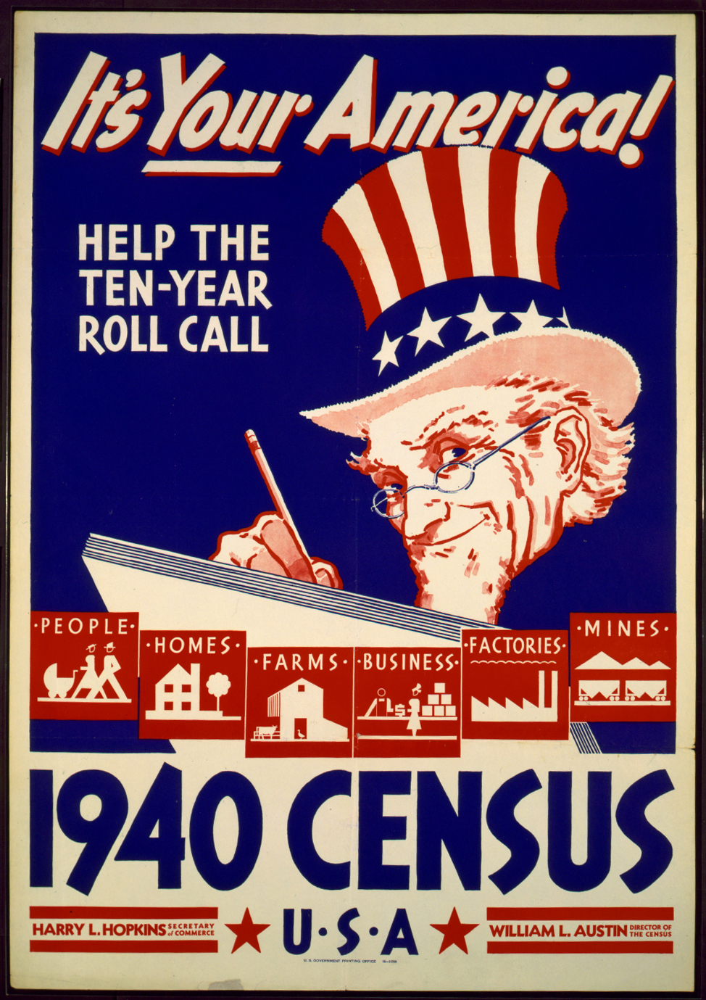 It's Your America!
HELP THE
TEN-YEAR
ROLL CALL
·PEOPLE·
·HOMES·
·FARMS·
·BUSINESS·
·FACTORIES·
·MINES·
$
1940 CENSUS
HARRY L. HOPKINS SECRETARY of COMMERCE
U·S·A
WILLIAM L. AUSTIN DIRECTOR OF THE CENSUS
U. S. GOVERNMENT PRINTING OFFICE